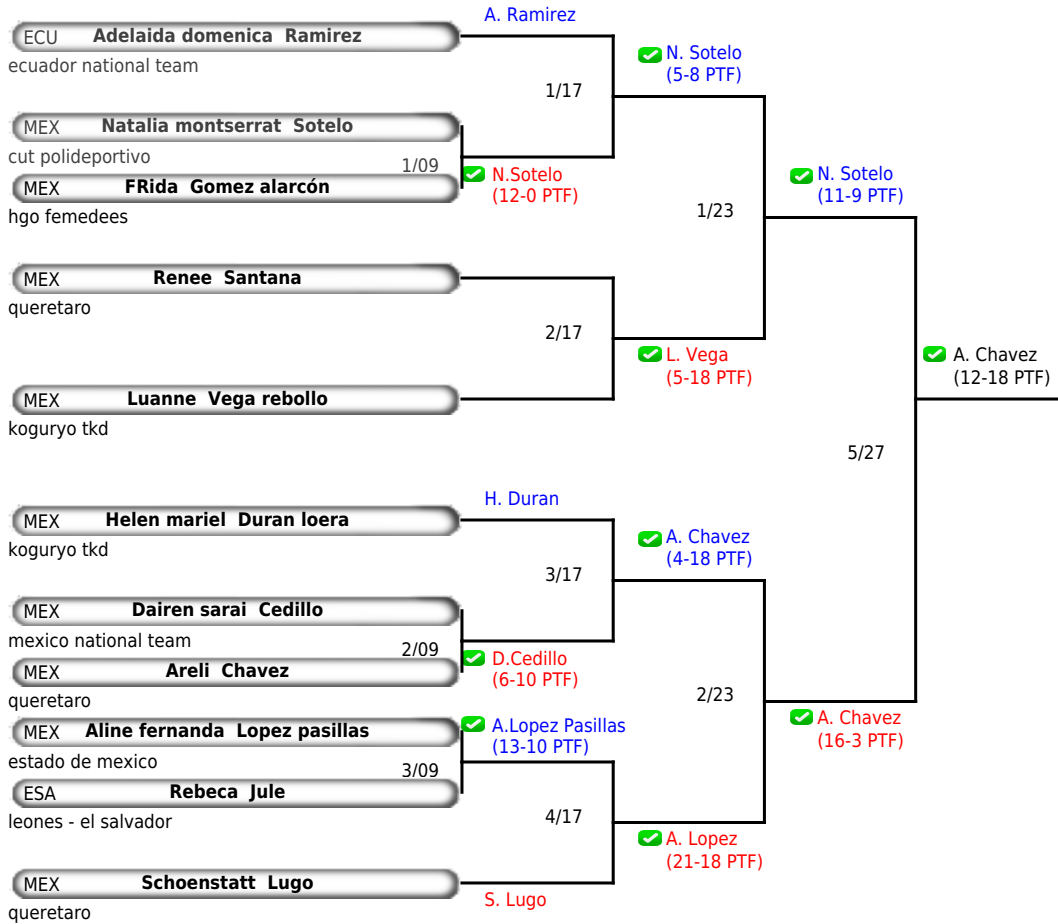 A. Ramirez
ECU Adelaida domenica Ramirez
ecuador national team
N. Sotelo
(5-8 PTF)
1/17
MEX Natalia montserrat Sotelo
cut polideportivo
1/09
MEX FRida Gomez alarcón
hgo femedees
N.Sotelo
(12-0 PTF)
N. Sotelo
(11-9 PTF)
1/23
MEX Renee Santana
queretaro
2/17
L. Vega
(5-18 PTF)
A. Chavez
(12-18 PTF)
MEX Luanne Vega rebollo
koguryo tkd
5/27
H. Duran
MEX Helen mariel Duran loera
koguryo tkd
A. Chavez
(4-18 PTF)
3/17
MEX Dairen sarai Cedillo
mexico national team
2/09
MEX Areli Chavez
queretaro
D.Cedillo
(6-10 PTF)
2/23
A. Chavez
(16-3 PTF)
MEX Aline fernanda Lopez pasillas
estado de mexico
A.Lopez Pasillas
(13-10 PTF)
3/09
ESA Rebeca Jule
leones - el salvador
4/17
A. Lopez
(21-18 PTF)
MEX Schoenstatt Lugo
queretaro
S. Lugo